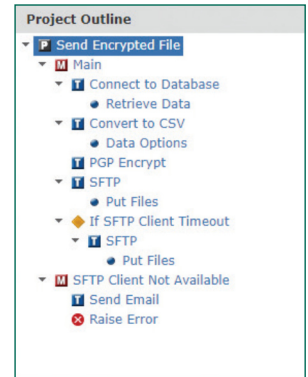 Project Outline
P Send Encrypted File
M Main
T Connect to Database
Retrieve Data
T Convert to CSV
Data Options
T PGP Encrypt
T SFTP
Put Files
If SFTP Client Timeout
T SFTP
Put Files
M SFTP Client Not Available
T Send Email
Raise Error